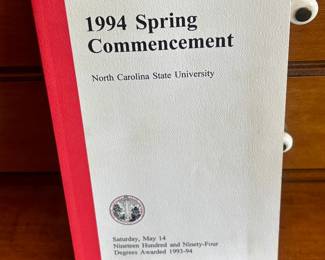 1994 Spring
Commencement
North Carolina State University
Saturday, May 14
Nineteen Hundred and Ninety-Four
Degrees Awarded 1993-94